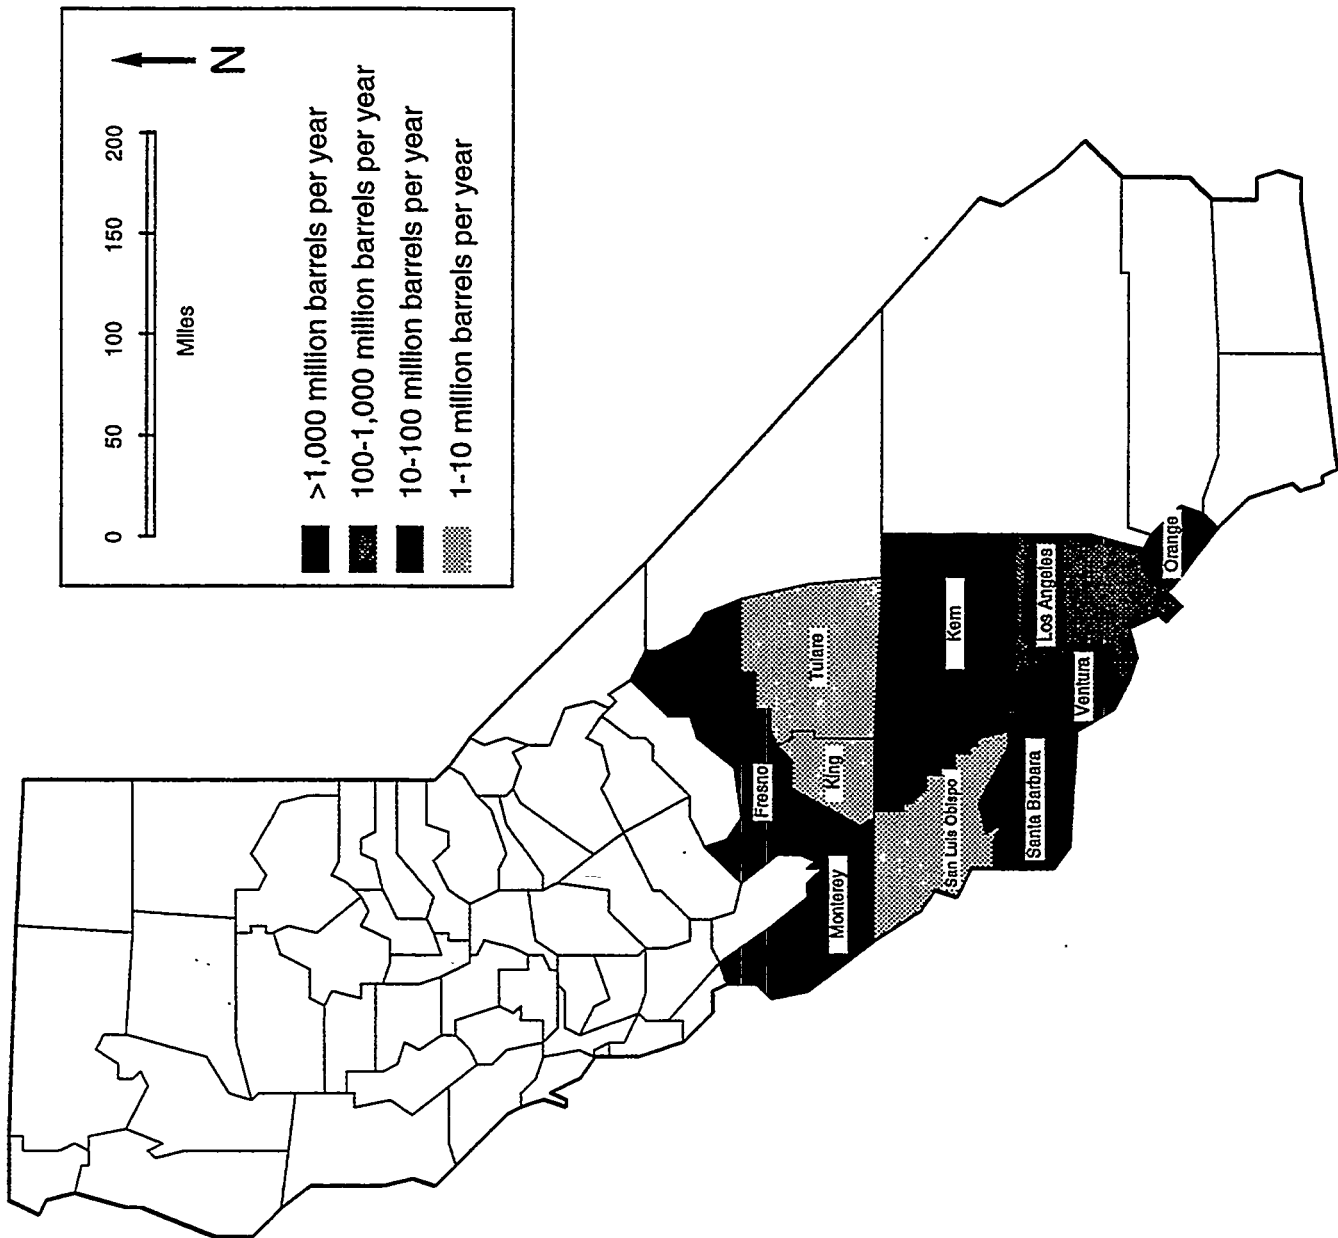 N
0 50 100 150 200
Miles
>1,000 million barrels per year
100-1,000 million barrels per year
10-100 million barrels per year
1-10 million barrels per year
Fresno
Tulare
King
Monterey
San Luis Obispo
Kern
Santa Barbara
Ventura
Los Angeles
Orange